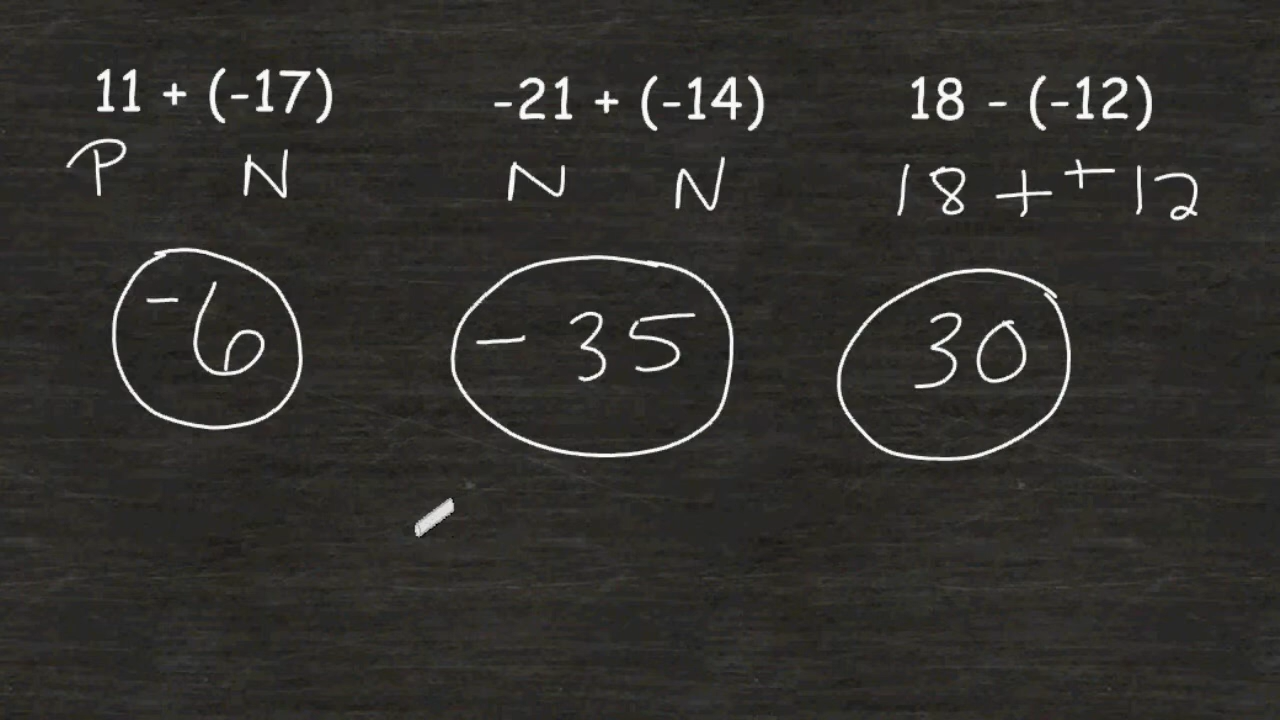 11 + (-17) -21 + (-14) 18 - (-12)
P N N N 18 + +12
-6 -35 30